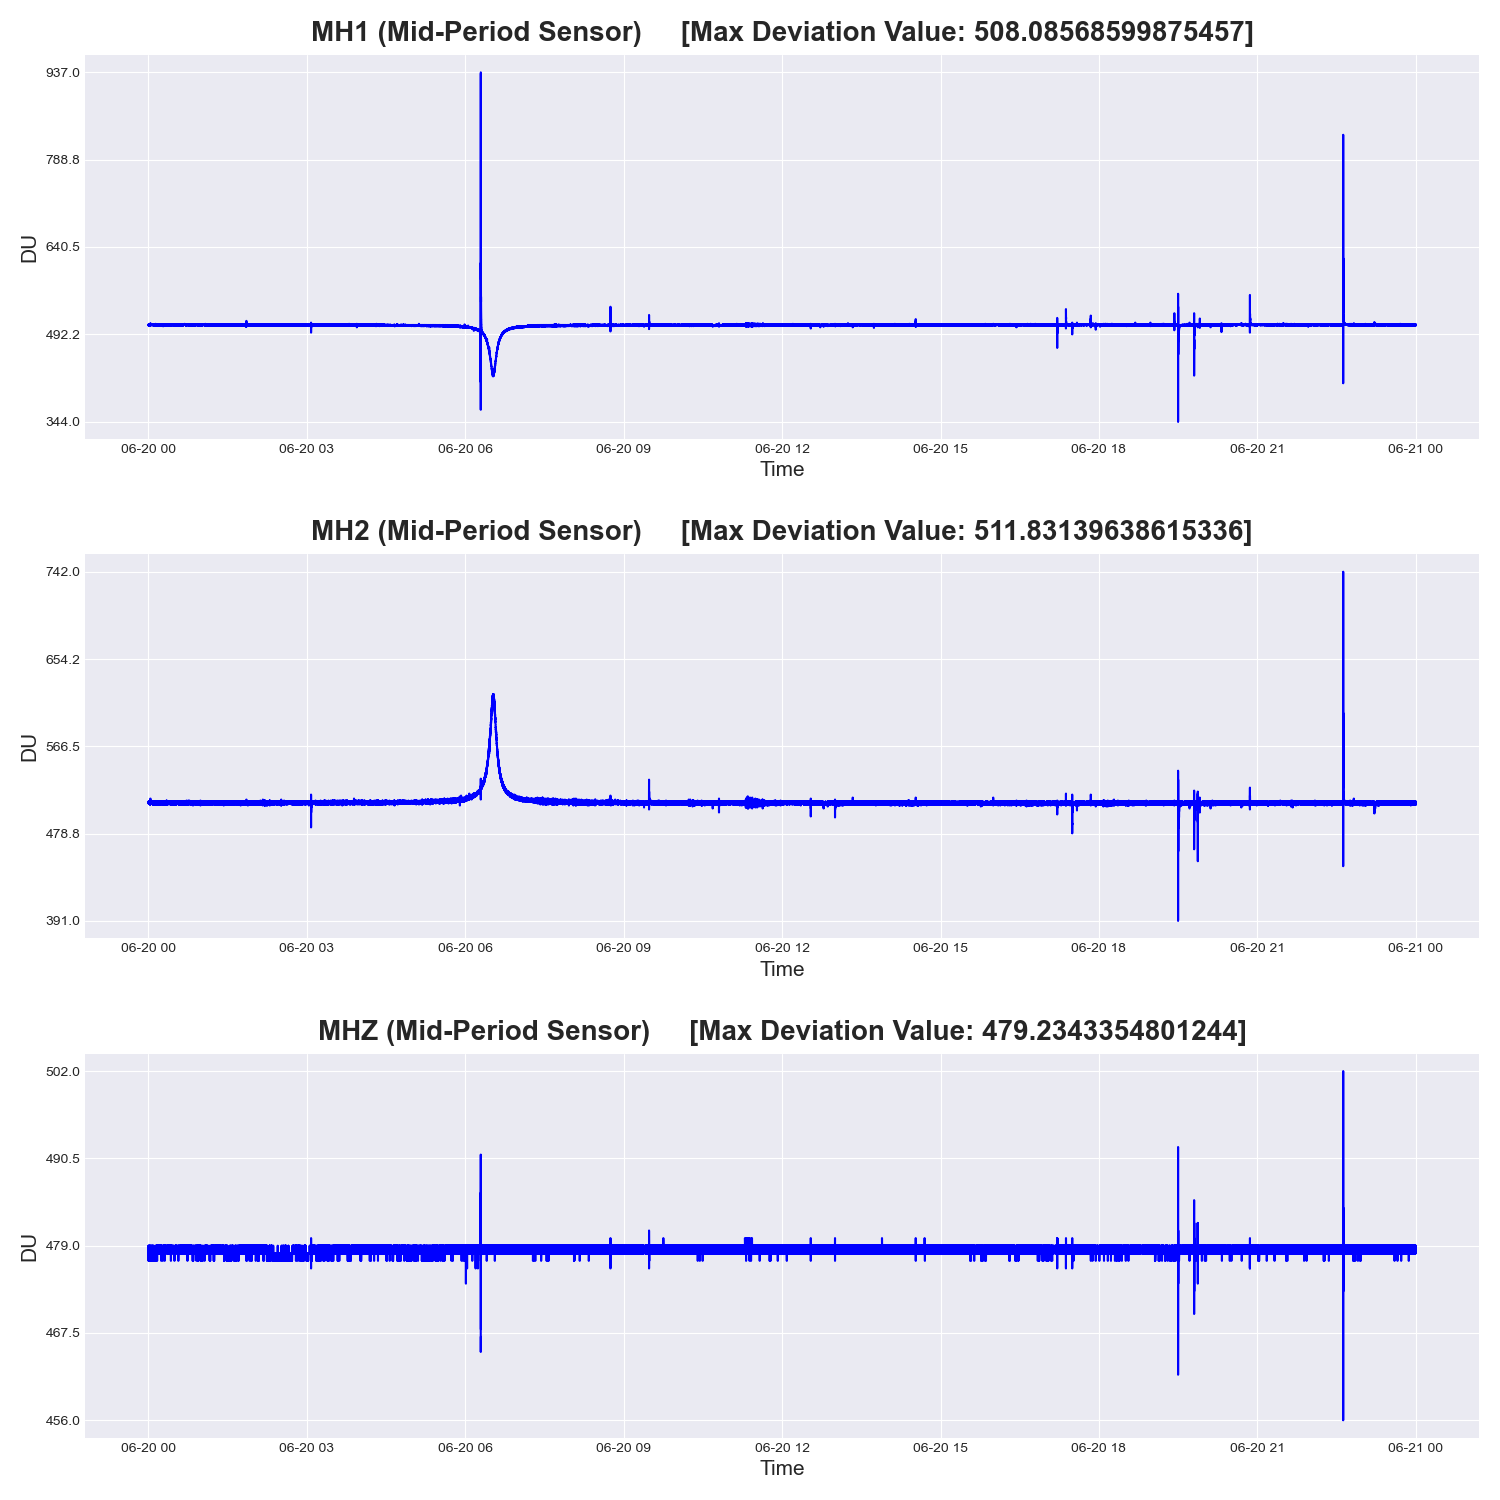 MH1 (Mid-Period Sensor) [Max Deviation Value: 508.08568599875457]
937.0
788.8
640.5
492.2
344.0
DU
06-20 00 06-20 03 06-20 06 06-20 09 06-20 12 06-20 15 06-20 18 06-20 21 06-21 00
Time
MH2 (Mid-Period Sensor) [Max Deviation Value: 511.83139638615336]
742.0
654.2
566.5
478.8
391.0
DU
06-20 00 06-20 03 06-20 06 06-20 09 06-20 12 06-20 15 06-20 18 06-20 21 06-21 00
Time
MHZ (Mid-Period Sensor) [Max Deviation Value: 479.2343354801244]
502.0
490.5
479.0
467.5
456.0
DU
06-20 00 06-20 03 06-20 06 06-20 09 06-20 12 06-20 15 06-20 18 06-20 21 06-21 00
Time